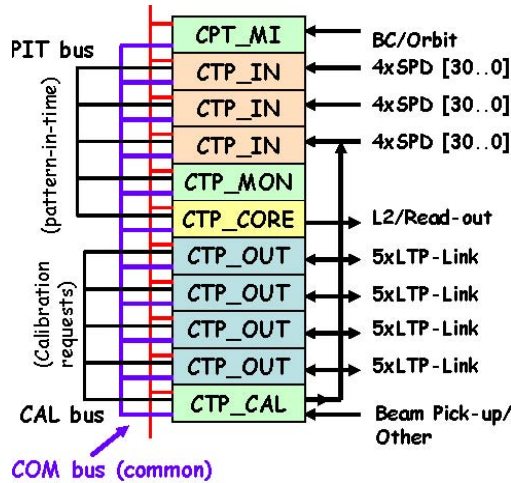 CPT_MI
BC/Orbit
PIT bus
CTP_IN
4xSPD [30..0]
CTP_IN
4xSPD [30..0]
CTP_IN
4xSPD [30..0]
(pattern-in-time)
CTP_MON
CTP_CORE
L2/Read-out
CTP_OUT
5xLTP-Link
CTP_OUT
5xLTP-Link
CTP_OUT
5xLTP-Link
CTP_OUT
5xLTP-Link
(Calibration
requests)
CAL bus
CTP_CAL
Beam Pick-up/
Other
COM bus (common)